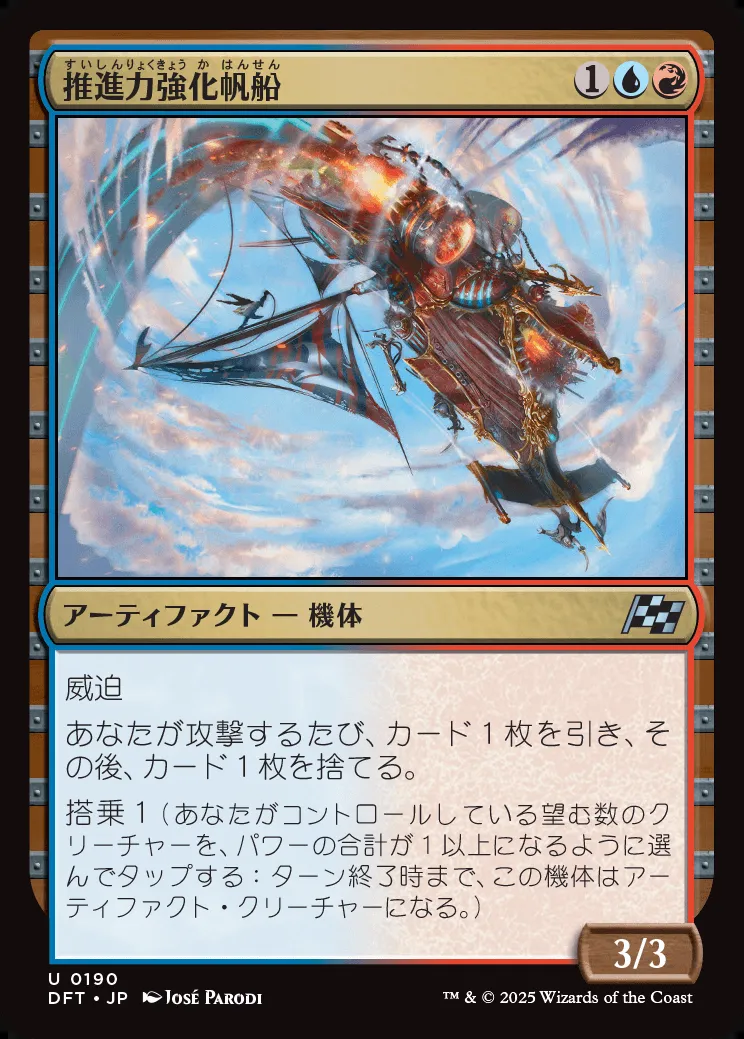 すいしんりょくきょうかはんせん
推進力強化帆船
1
アーティファクト — 機体
威迫
あなたが攻撃するたび、カード1枚を引き、そ
の後、カード1枚を捨てる。
搭乗1（あなたがコントロールしている望む数のク
リーチャーを、パワーの合計が1以上になるように選
んでタップする：ターン終了時まで、この機体はアー
ティファクト・クリーチャーになる。）
3/3
U 0190
DFT • JP José Parodi
™ & © 2025 Wizards of the Coast